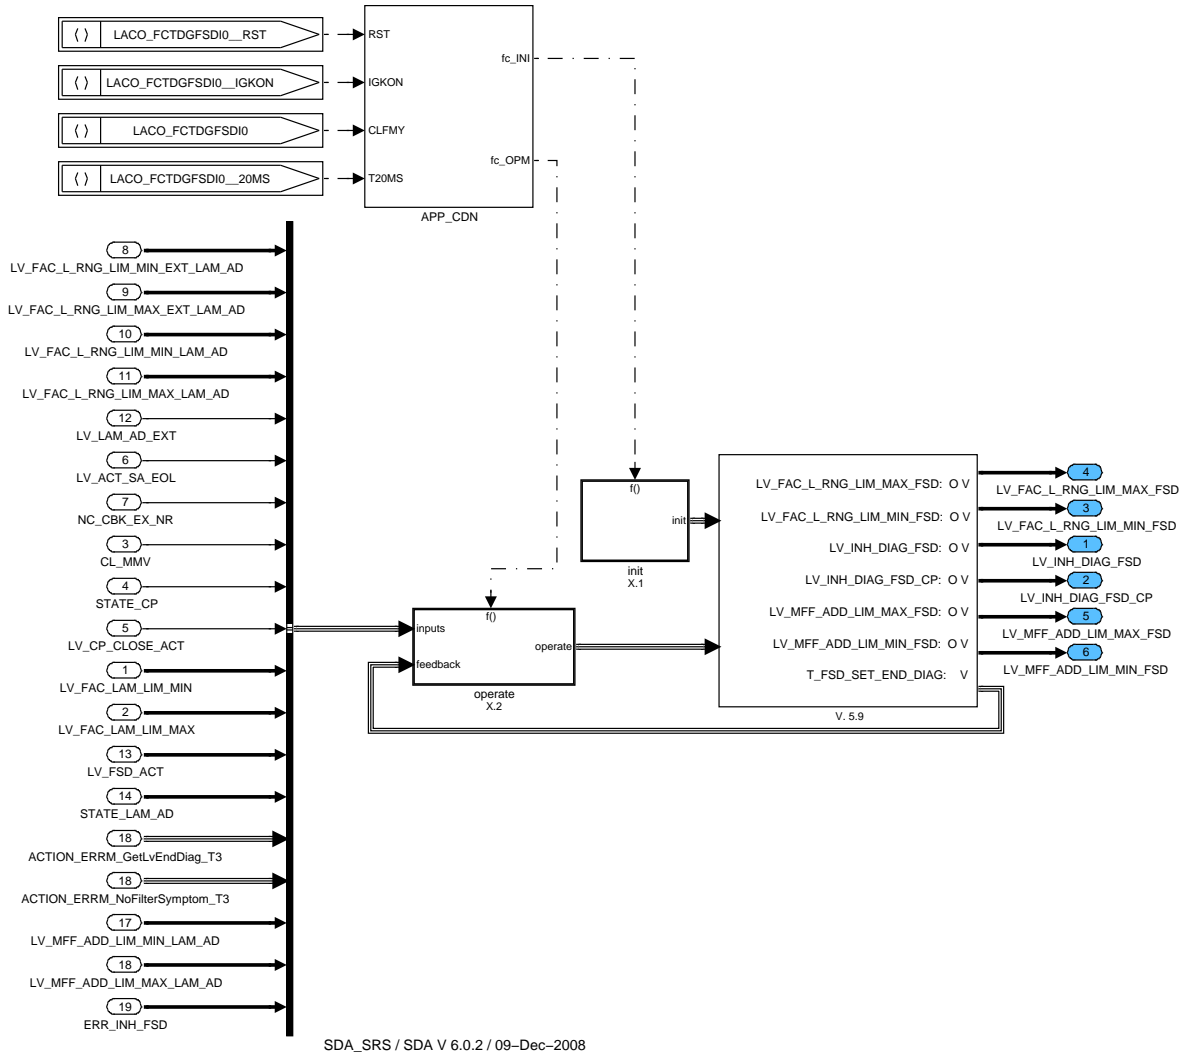 ( ) LACO_FCTDGFSDI0__RST
RST
( ) LACO_FCTDGFSDI0__IGKON
IGKON
( ) LACO_FCTDGFSDI0
CLFMY
( ) LACO_FCTDGFSDI0__20MS
T20MS
fc_INI
fc_OPM
APP_CDN
8
LV_FAC_L_RNG_LIM_MIN_EXT_LAM_AD
9
LV_FAC_L_RNG_LIM_MAX_EXT_LAM_AD
10
LV_FAC_L_RNG_LIM_MIN_LAM_AD
11
LV_FAC_L_RNG_LIM_MAX_LAM_AD
12
LV_LAM_AD_EXT
6
LV_ACT_SA_EOL
7
NC_CBK_EX_NR
3
CL_MMV
4
STATE_CP
5
LV_CP_CLOSE_ACT
1
LV_FAC_LAM_LIM_MIN
2
LV_FAC_LAM_LIM_MAX
13
LV_FSD_ACT
14
STATE_LAM_AD
18
ACTION_ERRM_GetLvEndDiag_T3
18
ACTION_ERRM_NoFilterSymptom_T3
17
LV_MFF_ADD_LIM_MIN_LAM_AD
18
LV_MFF_ADD_LIM_MAX_LAM_AD
19
ERR_INH_FSD
f()
init
init
X.1
f()
inputs
feedback
operate
operate
X.2
LV_FAC_L_RNG_LIM_MAX_FSD: O V
LV_FAC_L_RNG_LIM_MIN_FSD: O V
LV_INH_DIAG_FSD: O V
LV_INH_DIAG_FSD_CP: O V
LV_MFF_ADD_LIM_MAX_FSD: O V
LV_MFF_ADD_LIM_MIN_FSD: O V
T_FSD_SET_END_DIAG: V
V. 5.9
4
LV_FAC_L_RNG_LIM_MAX_FSD
3
LV_FAC_L_RNG_LIM_MIN_FSD
1
LV_INH_DIAG_FSD
2
LV_INH_DIAG_FSD_CP
5
LV_MFF_ADD_LIM_MAX_FSD
6
LV_MFF_ADD_LIM_MIN_FSD
SDA_SRS / SDA V 6.0.2 / 09–Dec–2008